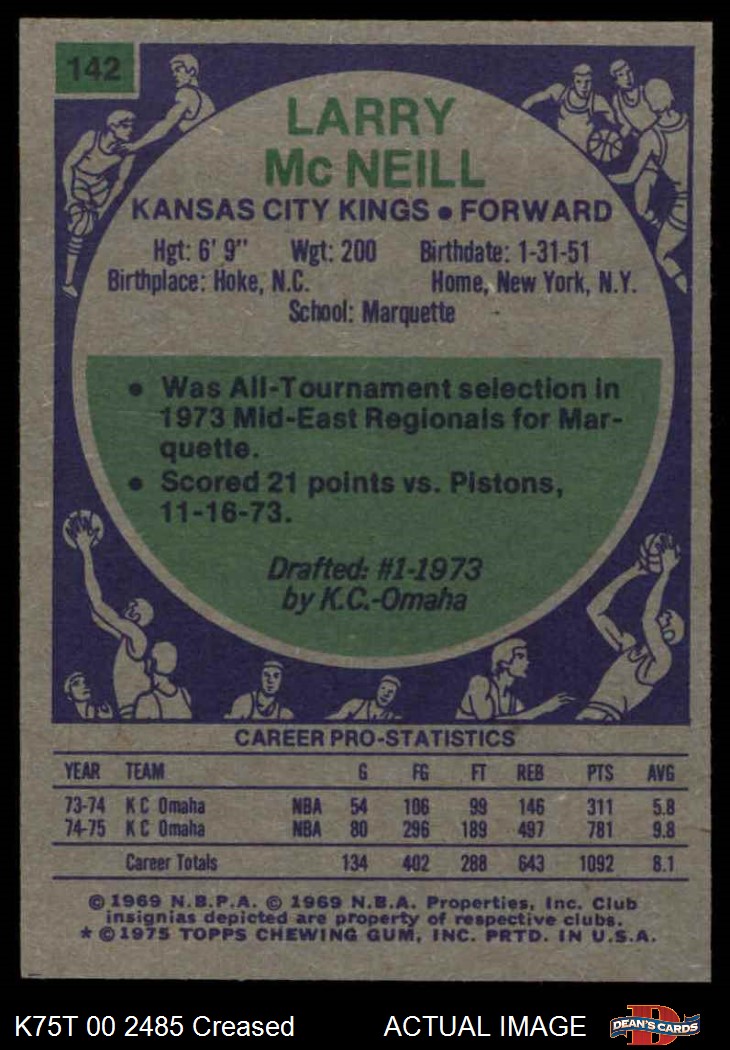 142
LARRY
Mc NEILL
KANSAS CITY KINGS • FORWARD
Hgt: 6' 9" Wgt: 200 Birthdate: 1-31-51
Birthplace: Hoke, N.C. Home, New York, N.Y.
School: Marquette
• Was All-Tournament selection in
1973 Mid-East Regionals for Mar-
quette.
• Scored 21 points vs. Pistons,
11-16-73.
Drafted: #1-1973
by K.C.-Omaha
CAREER PRO-STATISTICS
YEAR TEAM G FG FT REB PTS AVG
73-74 K C Omaha NBA 54 106 99 146 311 5.8
74-75 K C Omaha NBA 80 296 189 497 781 9.8
Career Totals 134 402 288 643 1092 8.1
© 1969 N.B.P.A. © 1969 N.B.A. Properties, Inc. Club
insignias depicted are property of respective clubs.
* © 1975 TOPPS CHEWING GUM, INC. PRTD. IN U.S.A.
K75T 00 2485 Creased ACTUAL IMAGE D DEAN'S CARDS